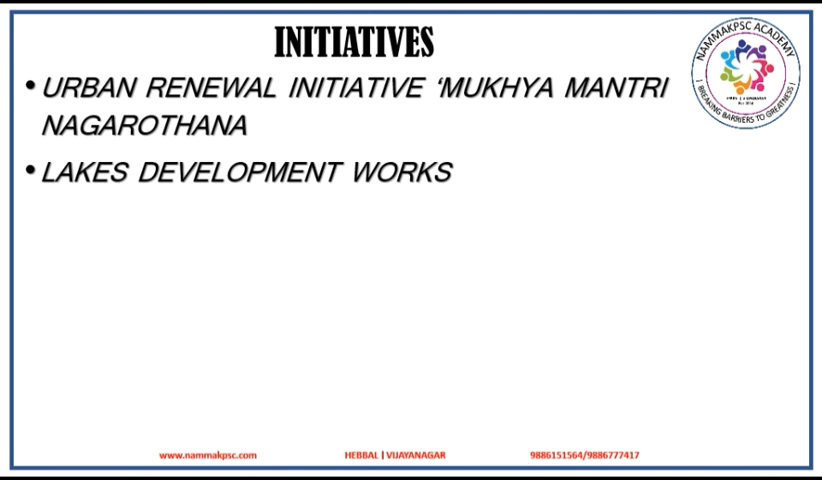 INITIATIVES
• URBAN RENEWAL INITIATIVE ‘MUKHYA MANTRI
NAGAROTHANA
• LAKES DEVELOPMENT WORKS
NAMMAKPSC ACADEMY
| BREAKING BARRIERS TO GREATNESS |
www.nammakpsc.com HEBBAL | VIJAYANAGAR 9886151564/9886777417